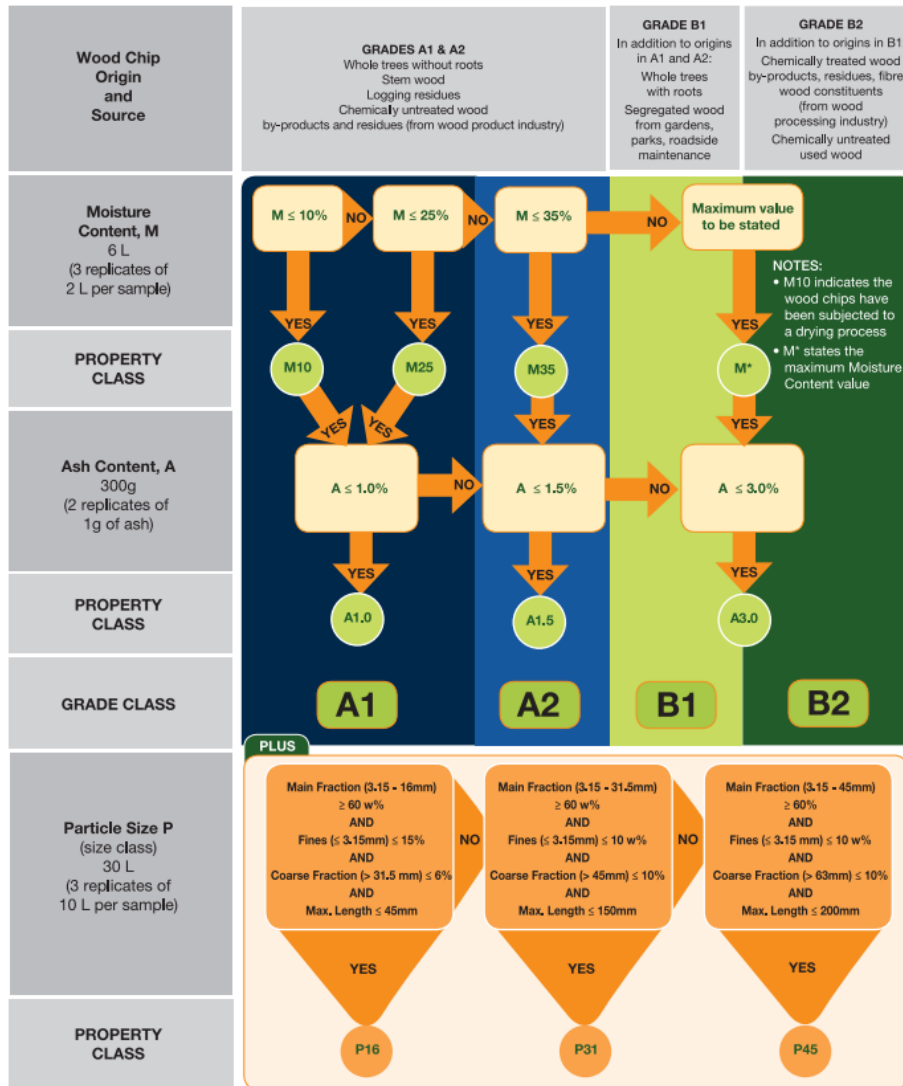 Wood Chip
Origin
and
Source
GRADES A1 & A2
Whole trees without roots
Stem wood
Logging residues
Chemically untreated wood
by-products and residues (from wood product industry)
GRADE B1
In addition to origins
in A1 and A2:
Whole trees
with roots
Segregated wood
from gardens,
parks, roadside
maintenance
GRADE B2
In addition to origins in B1
Chemically treated wood
by-products, residues, fibre
wood constituents
(from wood
processing industry)
Chemically untreated
used wood
Moisture
Content, M
6 L
(3 replicates of
2 L per sample)
M ≤ 10%
NO
M ≤ 25%
NO
M ≤ 35%
NO
Maximum value
to be stated
YES
YES
YES
YES
NOTES:
• M10 indicates the
wood chips have
been subjected to
a drying process
• M* states the
maximum Moisture
Content value
PROPERTY
CLASS
M10
M25
M35
M*
YES
YES
YES
YES
Ash Content, A
300g
(2 replicates of
1g of ash)
A ≤ 1.0%
NO
A ≤ 1.5%
NO
A ≤ 3.0%
YES
YES
YES
PROPERTY
CLASS
A1.0
A1.5
A3.0
GRADE CLASS
A1
A2
B1
B2
PLUS
Particle Size P
(size class)
30 L
(3 replicates of
10 L per sample)
Main Fraction (3.15 - 16mm)
≥ 60 w%
AND
Fines (≤ 3.15mm) ≤ 15%
AND
Coarse Fraction (> 31.5 mm) ≤ 6%
AND
Max. Length ≤ 45mm
NO
Main Fraction (3.15 - 31.5mm)
≥ 60 w%
AND
Fines (≤ 3.15mm) ≤ 10 w%
AND
Coarse Fraction (> 45mm) ≤ 10%
AND
Max. Length ≤ 150mm
NO
Main Fraction (3.15 - 45mm)
≥ 60%
AND
Fines (≤ 3.15 mm) ≤ 10 w%
AND
Coarse Fraction (> 63mm) ≤ 10%
AND
Max. Length ≤ 200mm
YES
YES
YES
PROPERTY
CLASS
P16
P31
P45